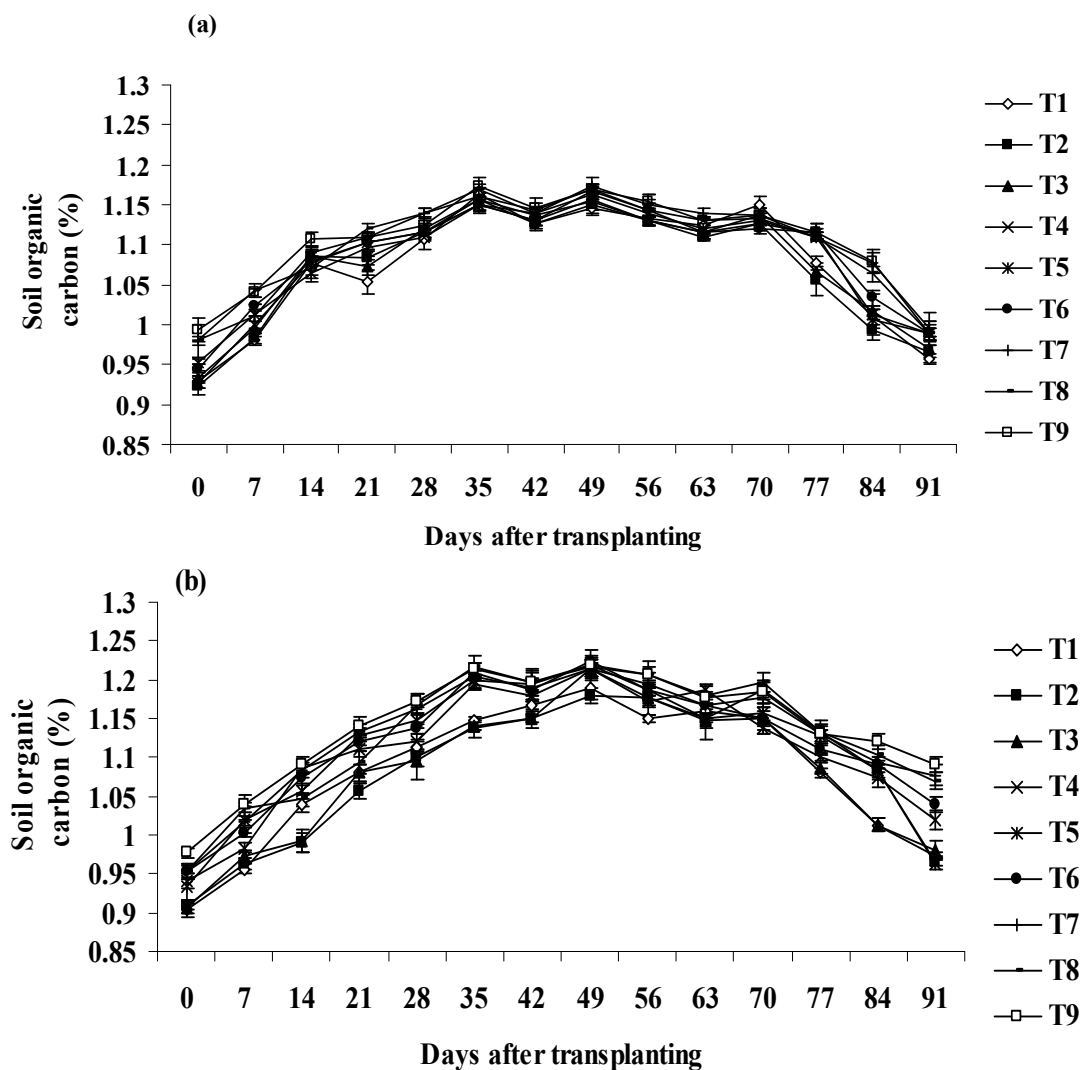 (a)
Soil organic
carbon (%)
1.3
1.25
1.2
1.15
1.1
1.05
1
0.95
0.9
0.85
0 7 14 21 28 35 42 49 56 63 70 77 84 91
Days after transplanting
T1
T2
T3
T4
T5
T6
T7
T8
T9
(b)
Soil organic
carbon (%)
1.3
1.25
1.2
1.15
1.1
1.05
1
0.95
0.9
0.85
0 7 14 21 28 35 42 49 56 63 70 77 84 91
Days after transplanting
T1
T2
T3
T4
T5
T6
T7
T8
T9